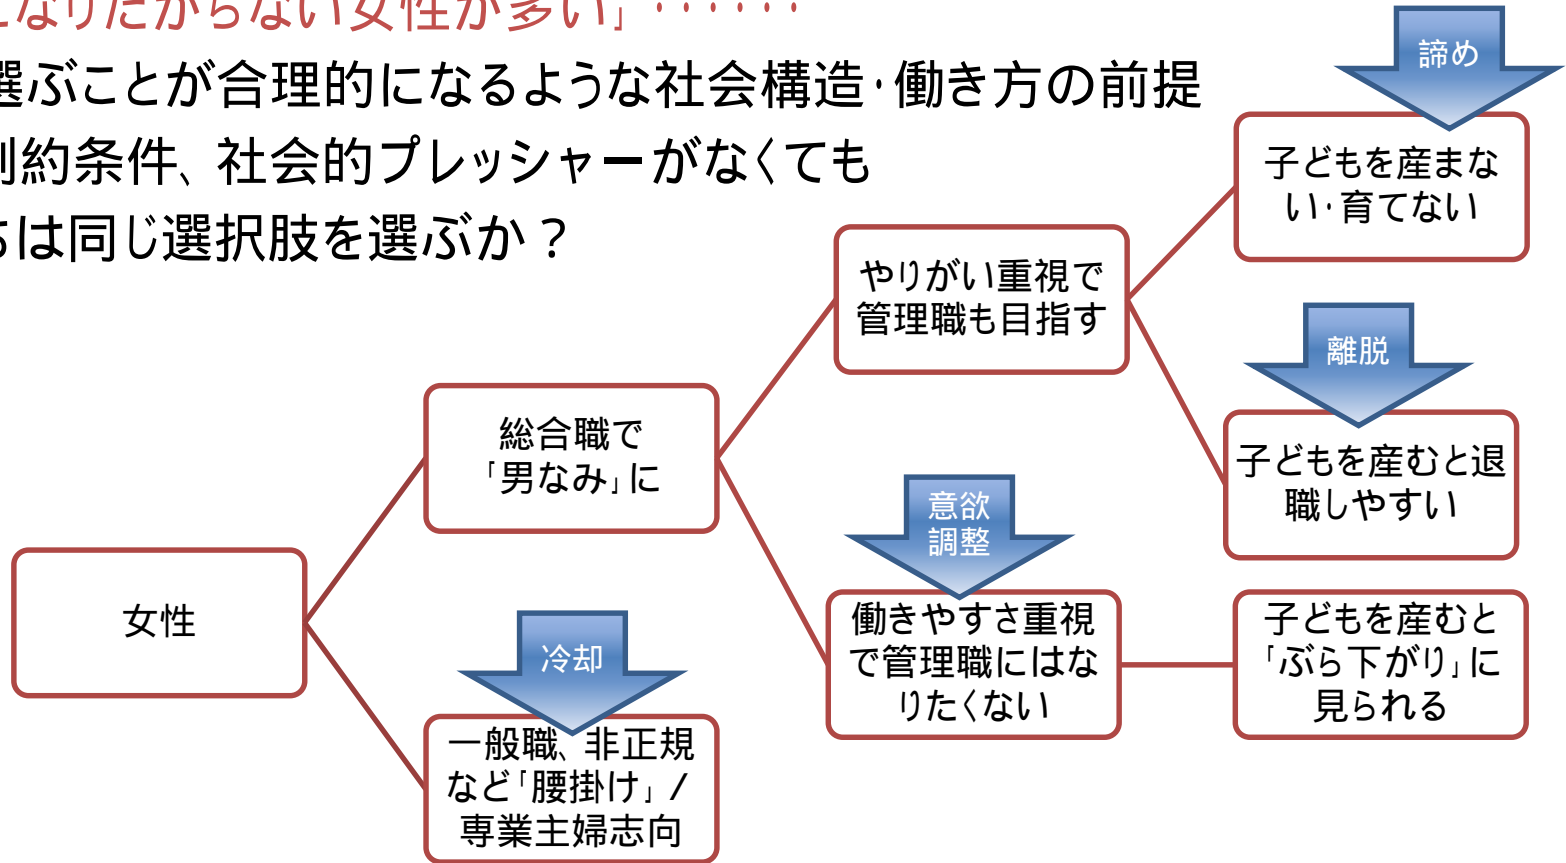 なりたがらない女性が多い」‥‥‥
選ぶことが合理的になるような社会構造・働き方の前提
約条件、社会的プレッシャーがなくても
は同じ選択肢を選ぶか？
諦め
子どもを産まな
い・育てない
やりがい重視で
管理職も目指す
離脱
子どもを産むと退
職しやすい
総合職で
「男なみ」に
意欲
調整
働きやすさ重視
で管理職にはな
りたくない
子どもを産むと
「ぶら下がり」に
見られる
女性
冷却
一般職、非正規
など「腰掛け」/
専業主婦志向